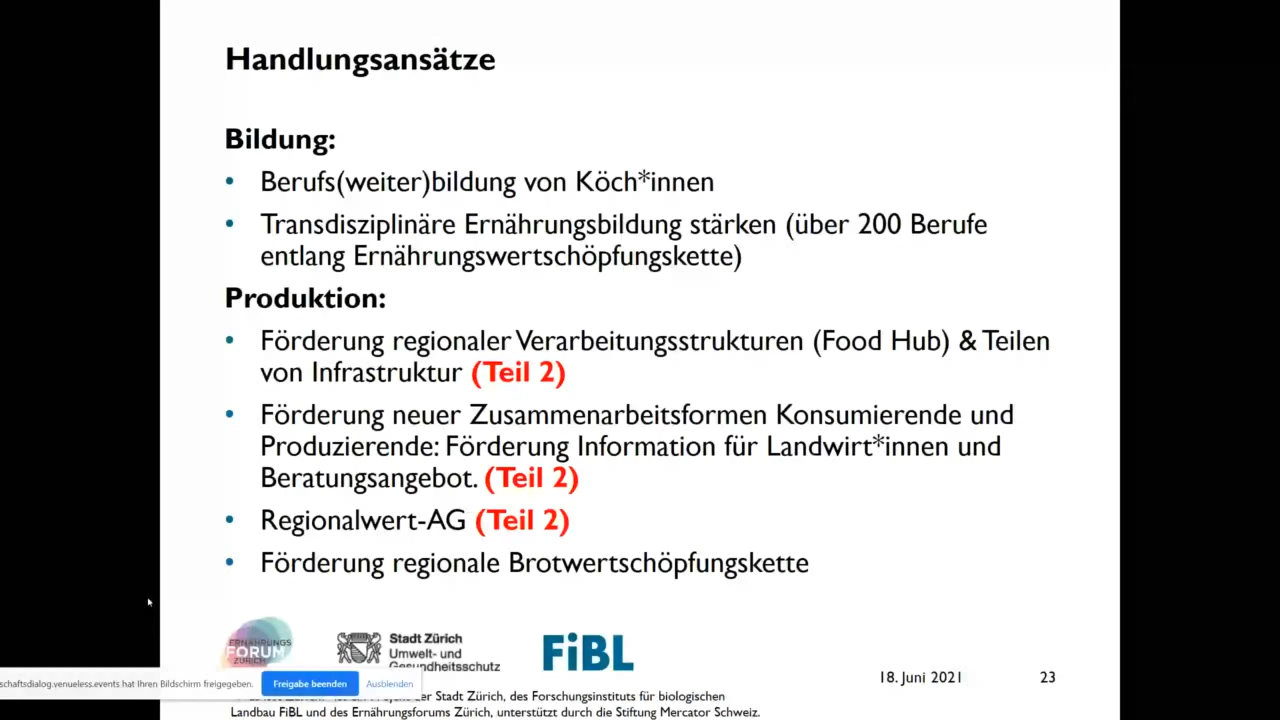 Handlungsansätze
Bildung:
• Berufs(weiter)bildung von Köch*innen
• Transdisziplinäre Ernährungsbildung stärken (über 200 Berufe
entlang Ernährungswertschöpfungskette)
Produktion:
• Förderung regionaler Verarbeitungsstrukturen (Food Hub) & Teilen
von Infrastruktur (Teil 2)
• Förderung neuer Zusammenarbeitsformen Konsumierende und
Produzierende: Förderung Information für Landwirt*innen und
Beratungsangebot. (Teil 2)
• Regionalwert-AG (Teil 2)
• Förderung regionale Brotwertschöpfungskette
ERNÄHRUNGS
FORUM
ZÜRICH
Stadt Zürich
Umwelt- und
Gesundheitsschutz
FiBL
schaftsdialog.venueless.events hat Ihren Bildschirm freigegeben.
Freigabe beenden
Ausblenden
18. Juni 2021
23
der Stadt Zürich, des Forschungsinstituts für biologischen
Landbau FiBL und des Ernährungsforums Zürich, unterstützt durch die Stiftung Mercator Schweiz.